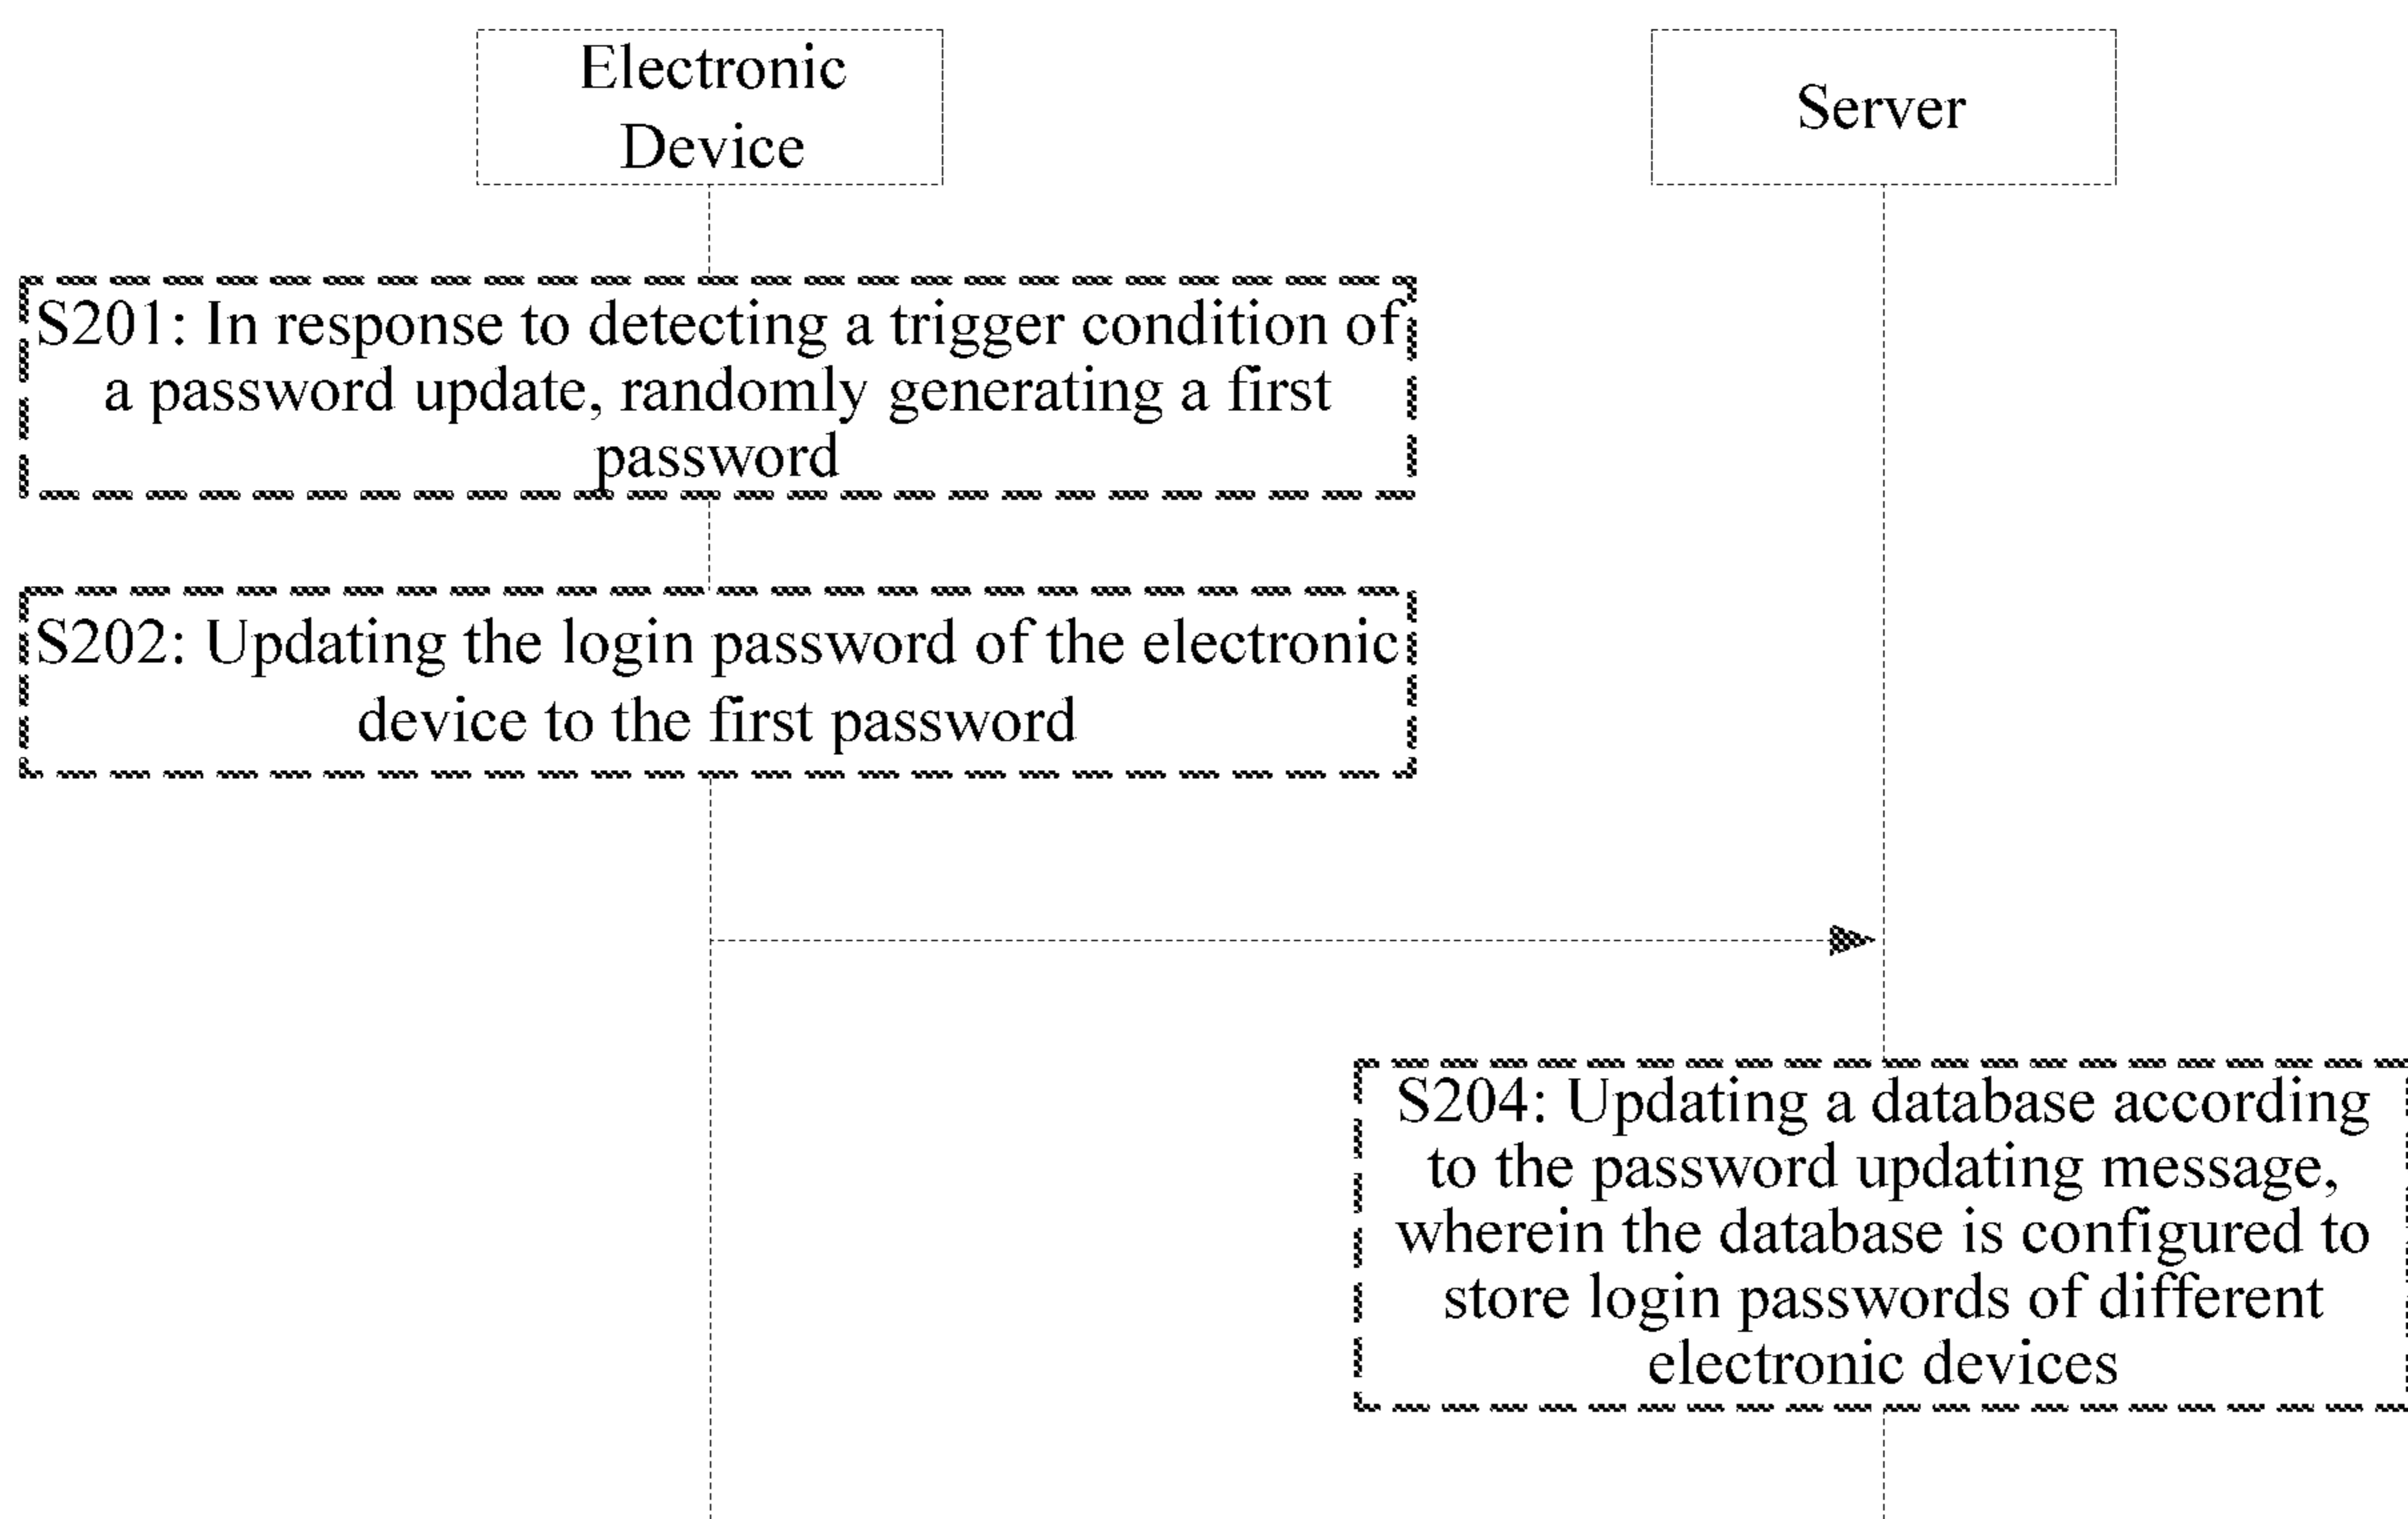 Electronic
Device
Server
S201: In response to detecting a trigger condition of
a password update, randomly generating a first
password
S202: Updating the login password of the electronic
device to the first password
S204: Updating a database according
to the password updating message,
wherein the database is configured to
store login passwords of different
electronic devices